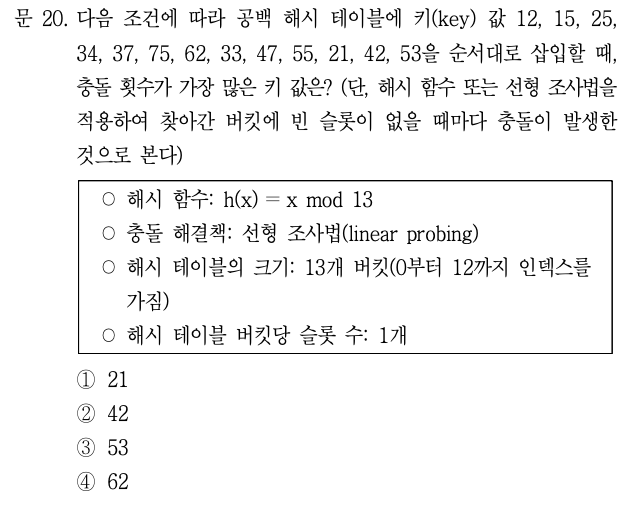 문 20. 다음 조건에 따라 공백 해시 테이블에 키(key) 값 12, 15, 25,
34, 37, 75, 62, 33, 47, 55, 21, 42, 53을 순서대로 삽입할 때,
충돌 횟수가 가장 많은 키 값은? (단, 해시 함수 또는 선형 조사법을
적용하여 찾아간 버킷에 빈 슬롯이 없을 때마다 충돌이 발생한
것으로 본다)
○ 해시 함수: h(x) = x mod 13
○ 충돌 해결책: 선형 조사법(linear probing)
○ 해시 테이블의 크기: 13개 버킷(0부터 12까지 인덱스를
가짐)
○ 해시 테이블 버킷당 슬롯 수: 1개
① 21
② 42
③ 53
④ 62